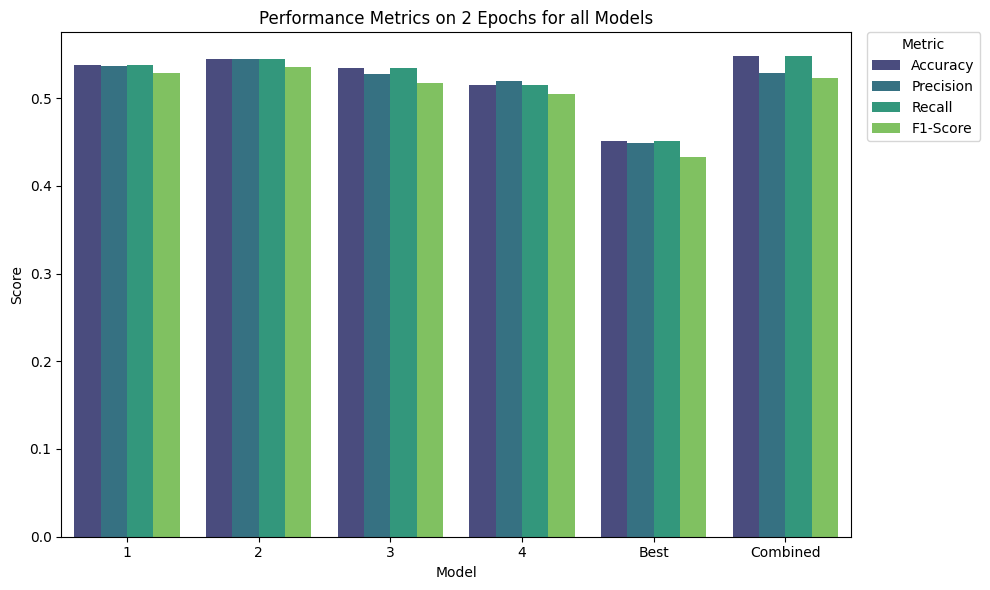 Performance Metrics on 2 Epochs for all Models
Metric
Accuracy
Precision
Recall
F1-Score
Score
0.5
0.4
0.3
0.2
0.1
0.0
1 2 3 4 Best Combined
Model